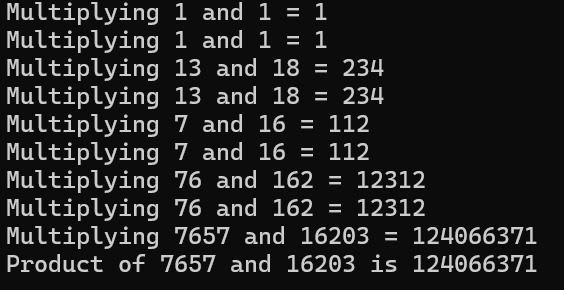 Multiplying 1 and 1 = 1
Multiplying 1 and 1 = 1
Multiplying 13 and 18 = 234
Multiplying 13 and 18 = 234
Multiplying 7 and 16 = 112
Multiplying 7 and 16 = 112
Multiplying 76 and 162 = 12312
Multiplying 76 and 162 = 12312
Multiplying 7657 and 16203 = 124066371
Product of 7657 and 16203 is 124066371